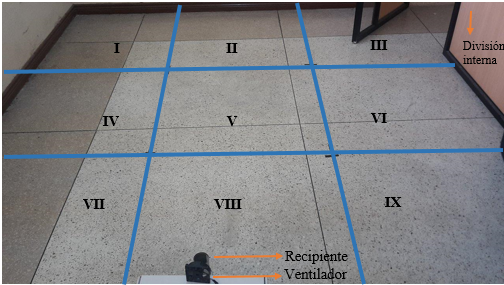 I
II
III
División
interna
IV
V
VI
VII
VIII
IX
Recipiente
Ventilador